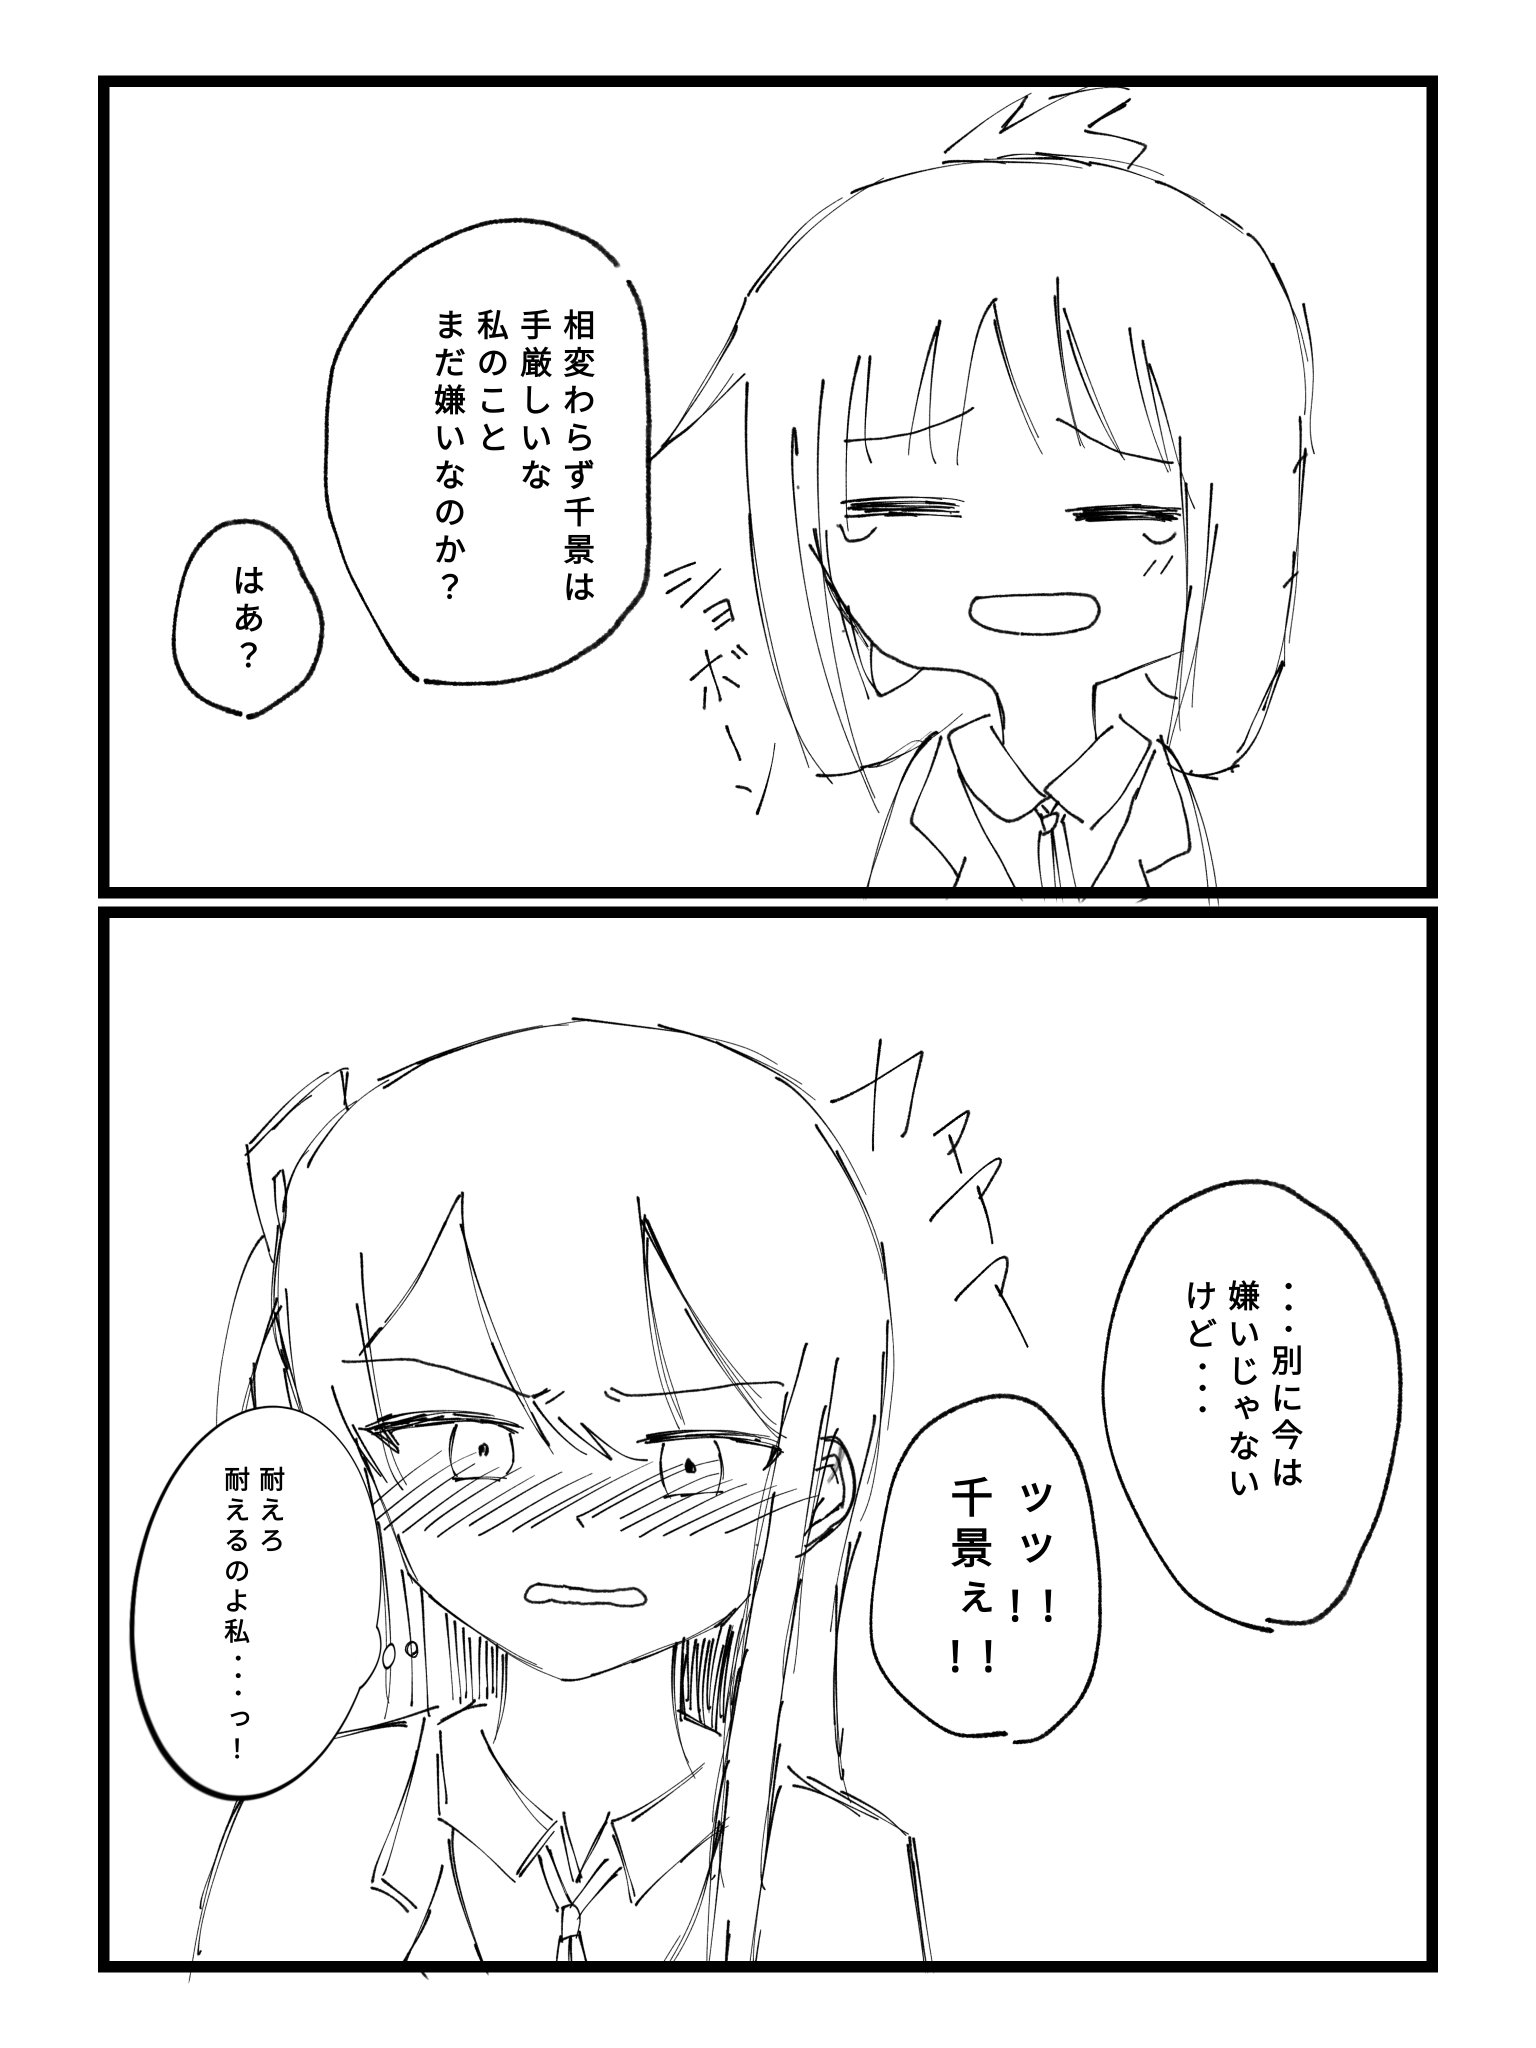 相変わらず千景は
手厳しいな
私のこと
まだ嫌いなのか？
ショボーン
はあ？
・・・別に今は
嫌いじゃない
けど・・・
カァァァ
ッッ！！
千景ぇ！！
耐えろ
耐えるのよ私・・・っ！